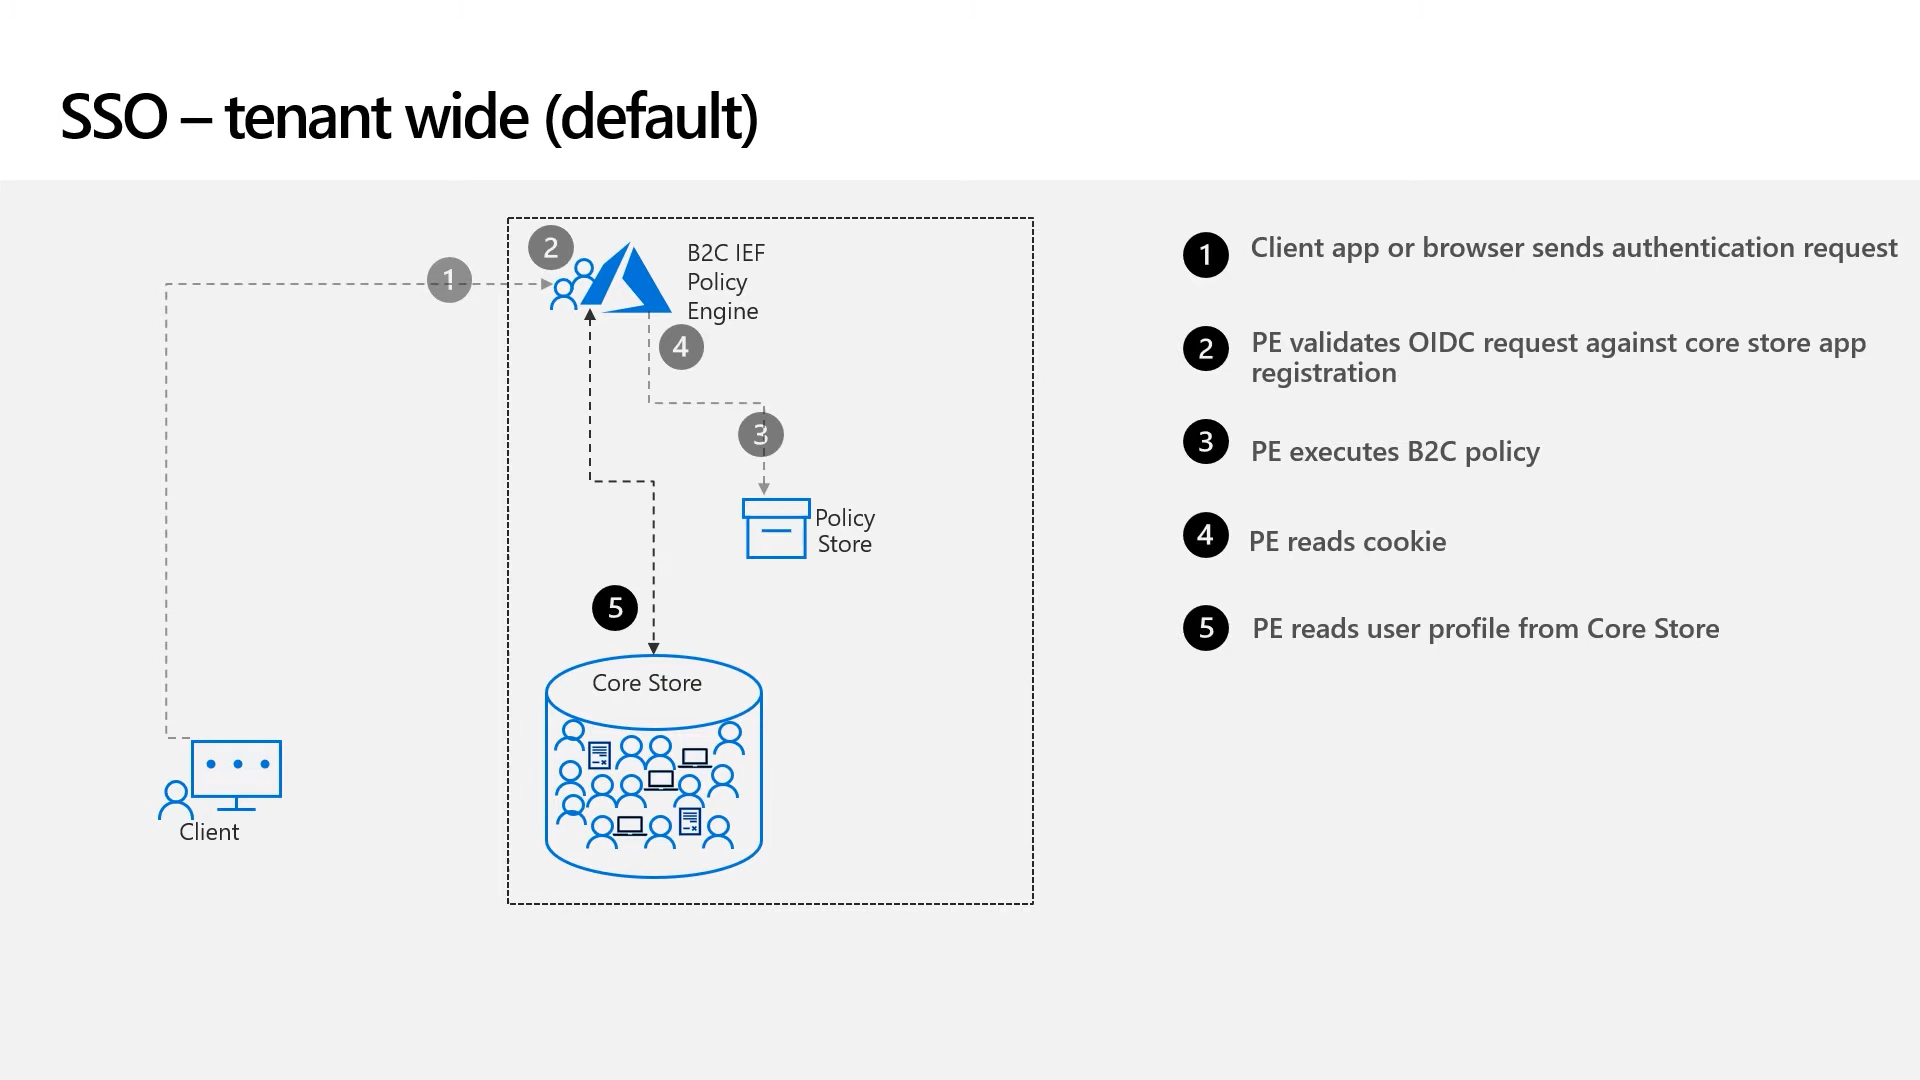 SSO – tenant wide (default)
2
B2C IEF
Policy
Engine
1
4
3
Policy
Store
5
Core Store
Client
1 Client app or browser sends authentication request
2 PE validates OIDC request against core store app
registration
3 PE executes B2C policy
4 PE reads cookie
5 PE reads user profile from Core Store